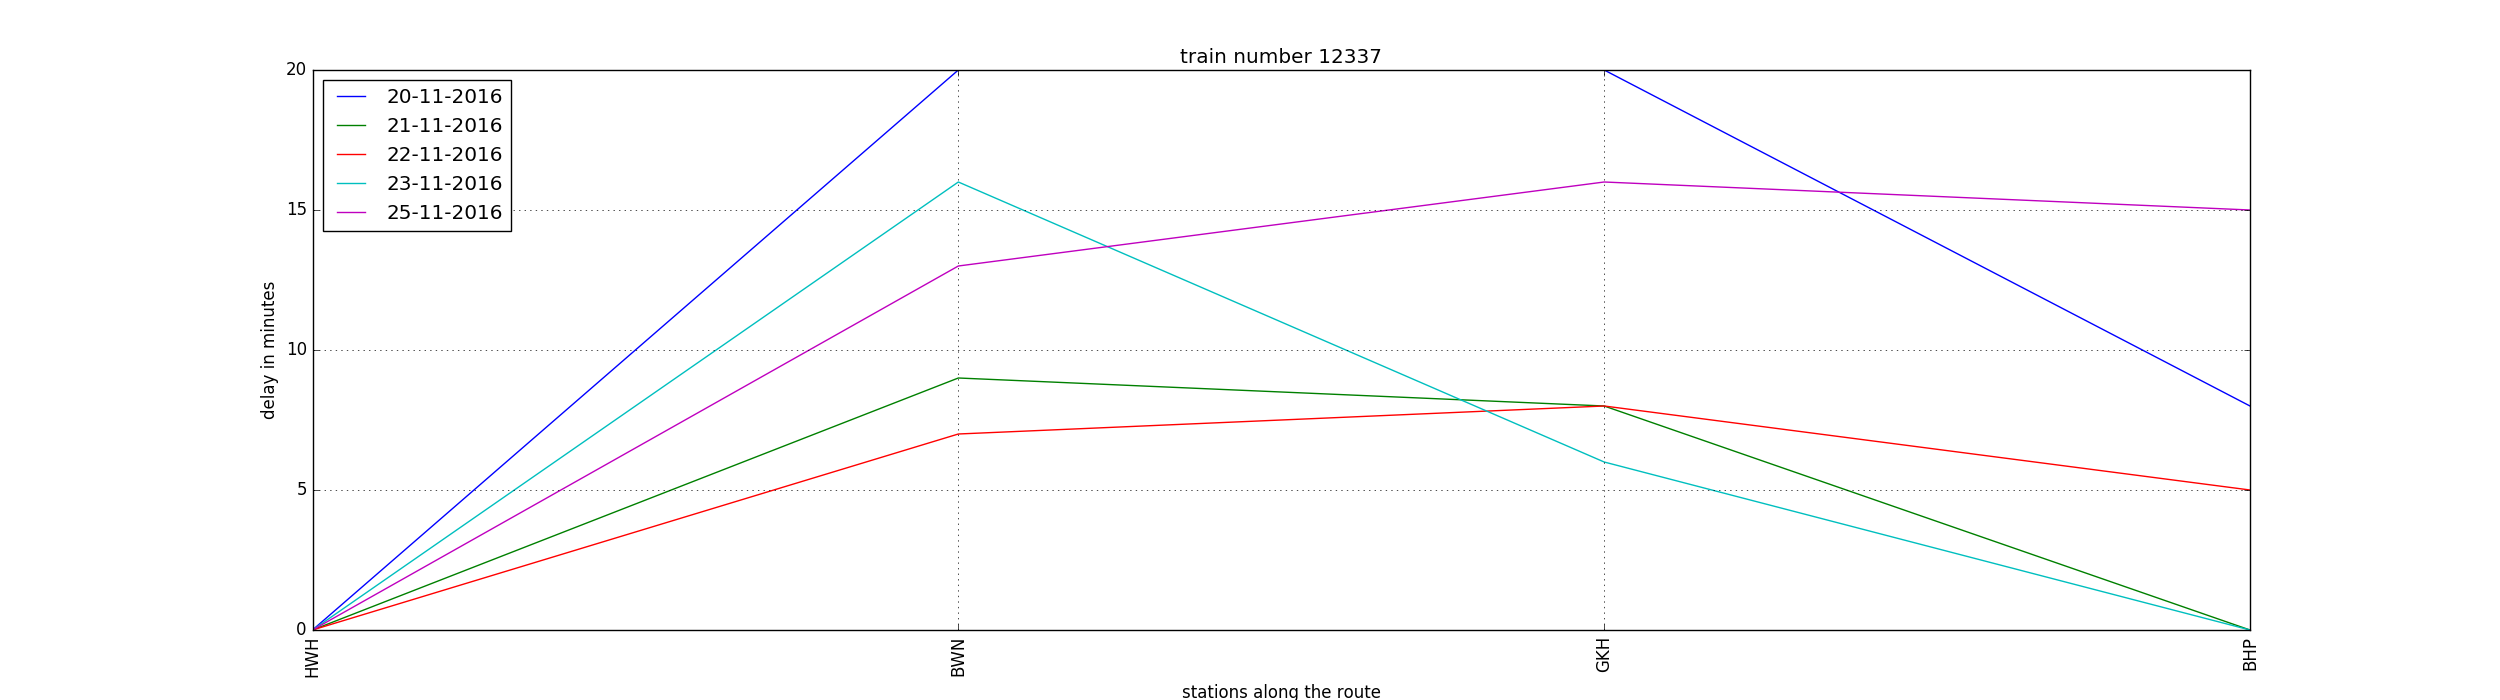 train number 12337
20
15
10
5
0
delay in minutes
20-11-2016
21-11-2016
22-11-2016
23-11-2016
25-11-2016
HWH
BWN
GKH
BHP
stations along the route